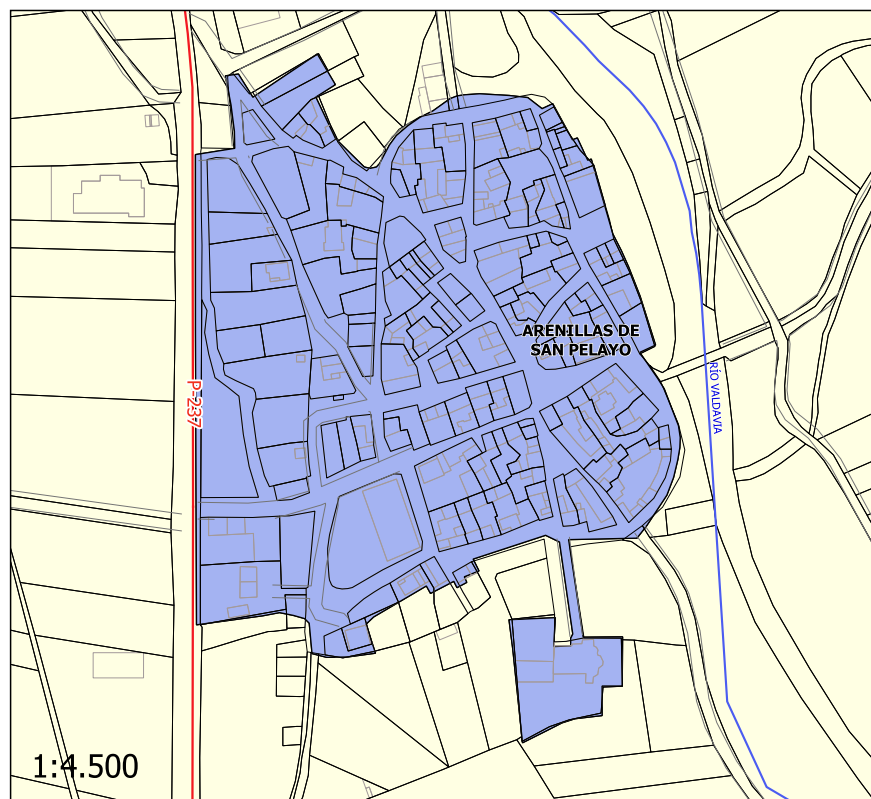 ARENILLAS DE
SAN PELAYO
P-237
RÍO VALDAVIA
1:4.500